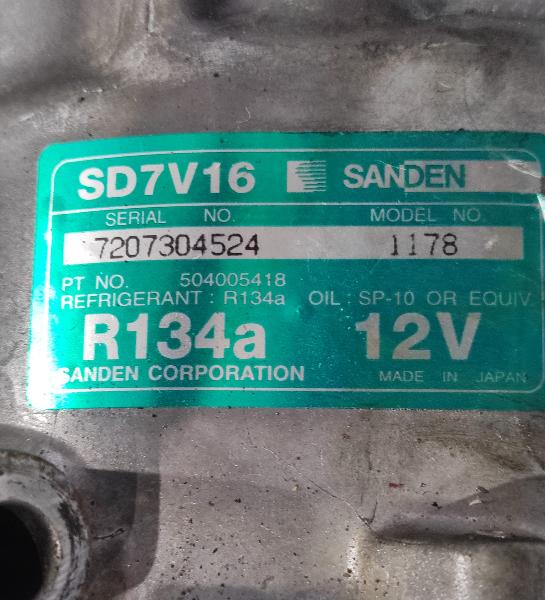 SD7V16 SANDEN
SERIAL NO. MODEL NO.
7207304524 1178
PT NO. 504005418
REFRIGERANT : R134a OIL : SP-10 OR EQUIV.
R134a 12V
SANDEN CORPORATION MADE IN JAPAN